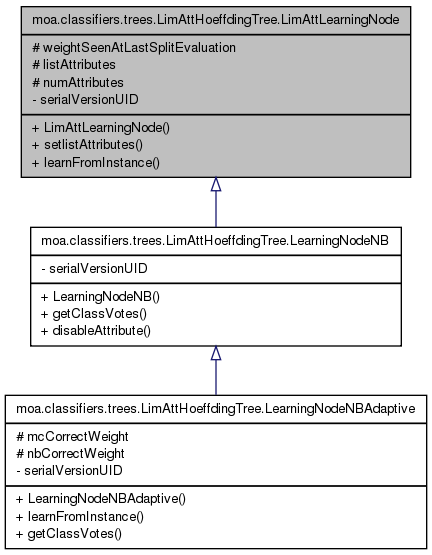 moa.classifiers.trees.LimAttHoeffdingTree.LimAttLearningNode
# weightSeenAtLastSplitEvaluation
# listAttributes
# numAttributes
- serialVersionUID
+ LimAttLearningNode()
+ setlistAttributes()
+ learnFromInstance()
moa.classifiers.trees.LimAttHoeffdingTree.LearningNodeNB
- serialVersionUID
+ LearningNodeNB()
+ getClassVotes()
+ disableAttribute()
moa.classifiers.trees.LimAttHoeffdingTree.LearningNodeNBAdaptive
# mcCorrectWeight
# nbCorrectWeight
- serialVersionUID
+ LearningNodeNBAdaptive()
+ learnFromInstance()
+ getClassVotes()